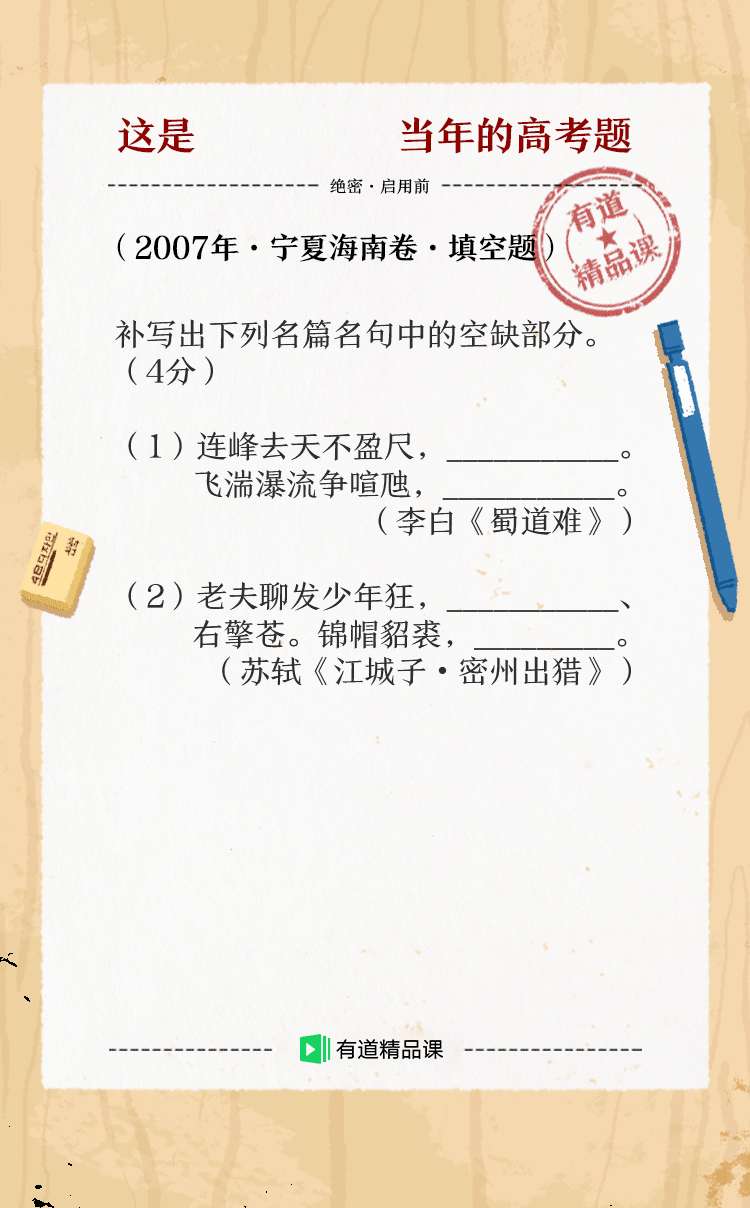 这是 当年的高考题
绝密·启用前
有道
精品课
（2007年·宁夏海南卷·填空题）
补写出下列名篇名句中的空缺部分。
（4分）
（1）连峰去天不盈尺，___________。
飞湍瀑流争喧豗，___________。
（李白《蜀道难》）
（2）老夫聊发少年狂，___________、
右擎苍。锦帽貂裘，_________。
（苏轼《江城子·密州出猎》）
有道精品课